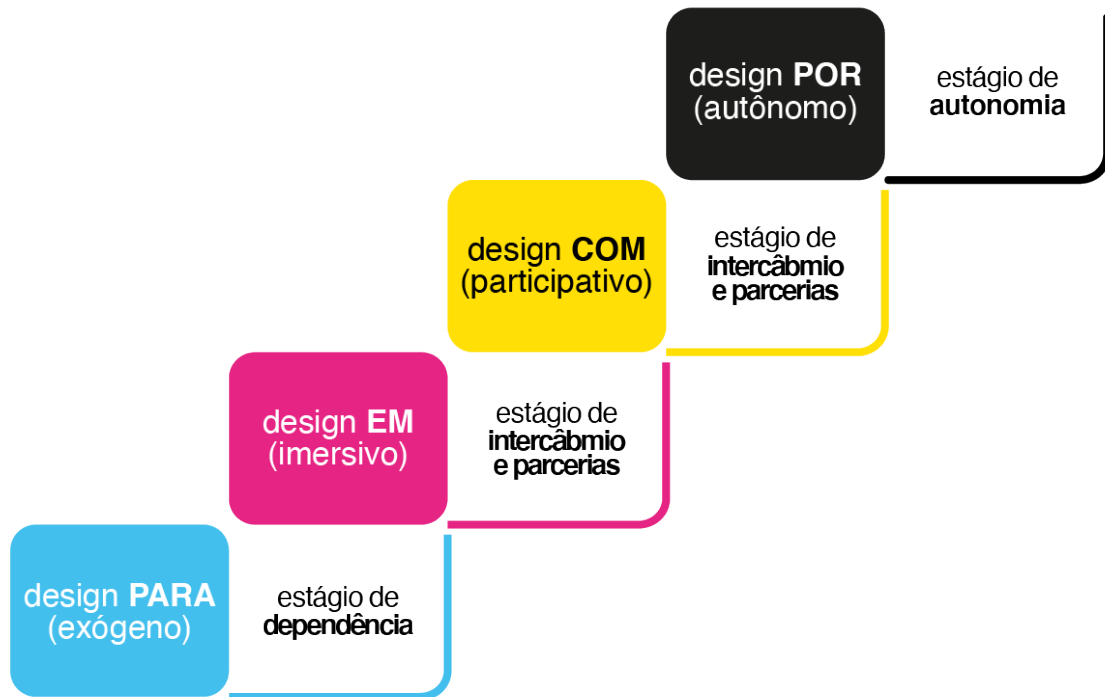 design POR
(autônomo)
estágio de
autonomia
design COM
(participativo)
estágio de
intercâbmio
e parcerias
design EM
(imersivo)
estágio de
intercâbmio
e parcerias
design PARA
(exógeno)
estágio de
dependência